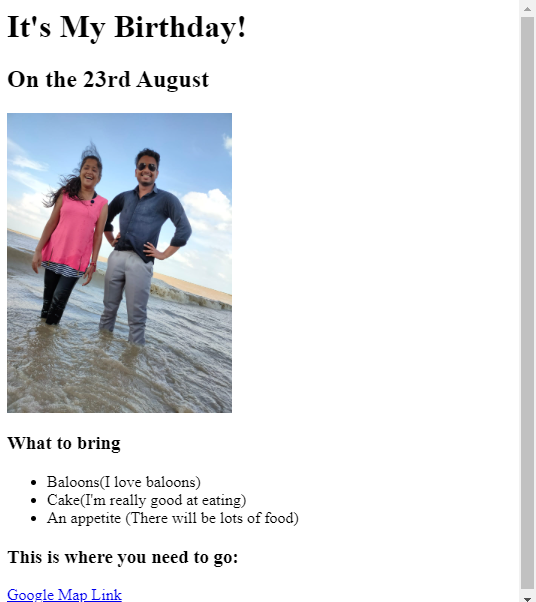 It's My Birthday!
On the 23rd August
What to bring
Baloons(I love baloons)
Cake(I'm really good at eating)
An appetite (There will be lots of food)
This is where you need to go:
Google Map Link